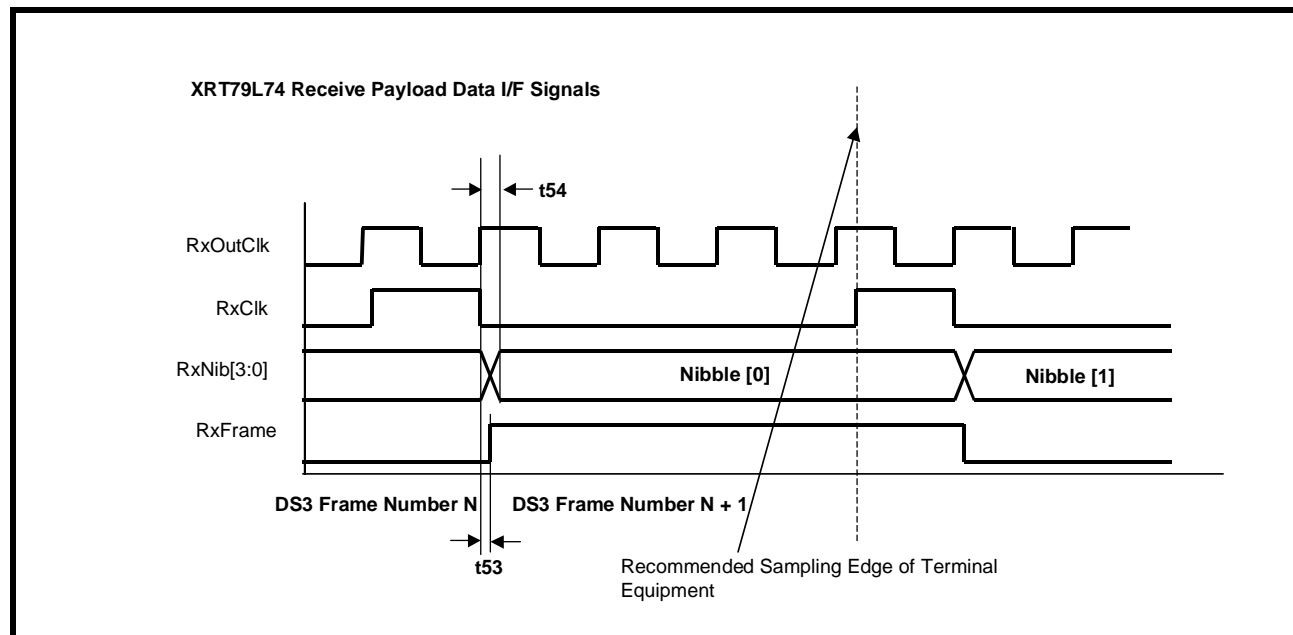 XRT79L74 Receive Payload Data I/F Signals
t54
RxOutClk
RxClk
RxNib[3:0]
Nibble [0]
Nibble [1]
RxFrame
DS3 Frame Number N
DS3 Frame Number N + 1
t53
Recommended Sampling Edge of Terminal
Equipment